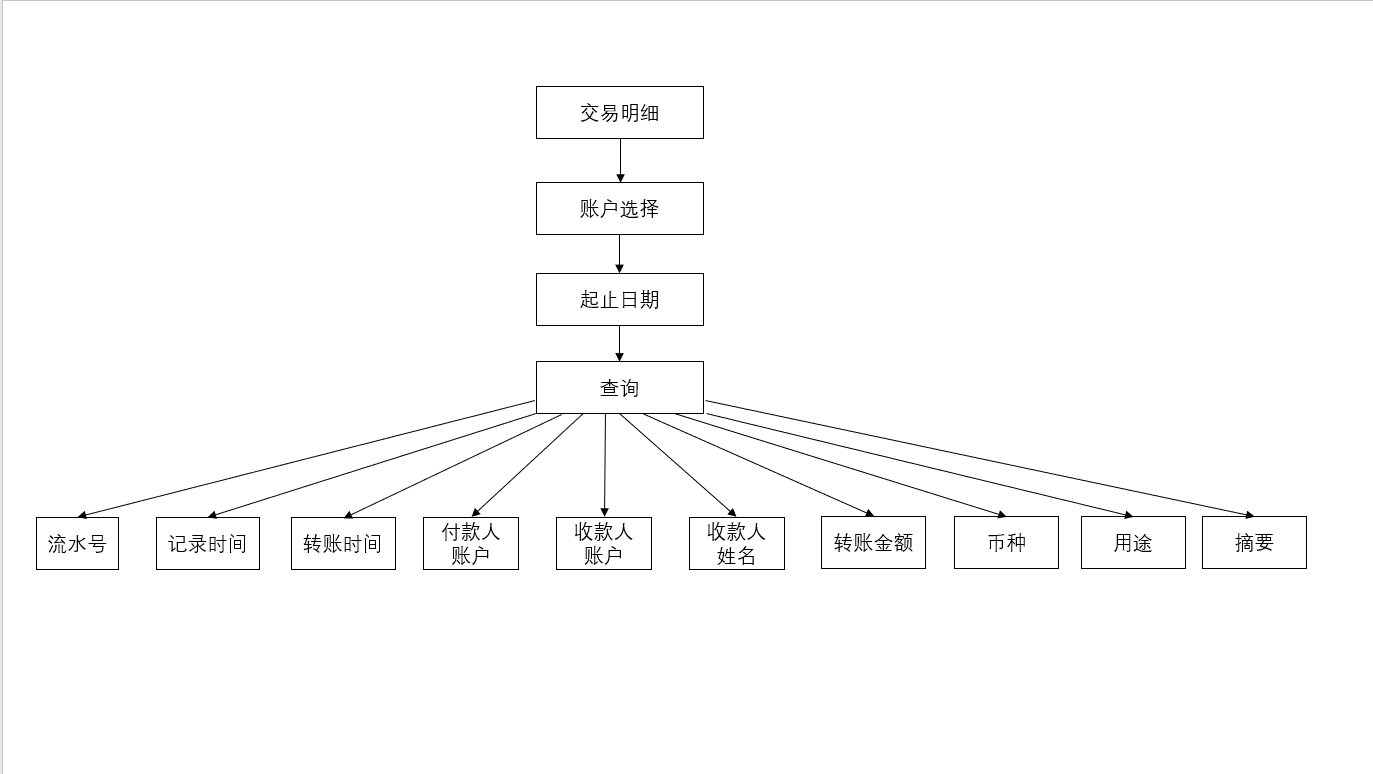 交易明细
账户选择
起止日期
查询
流水号
记录时间
转账时间
付款人
账户
收款人
账户
收款人
姓名
转账金额
币种
用途
摘要